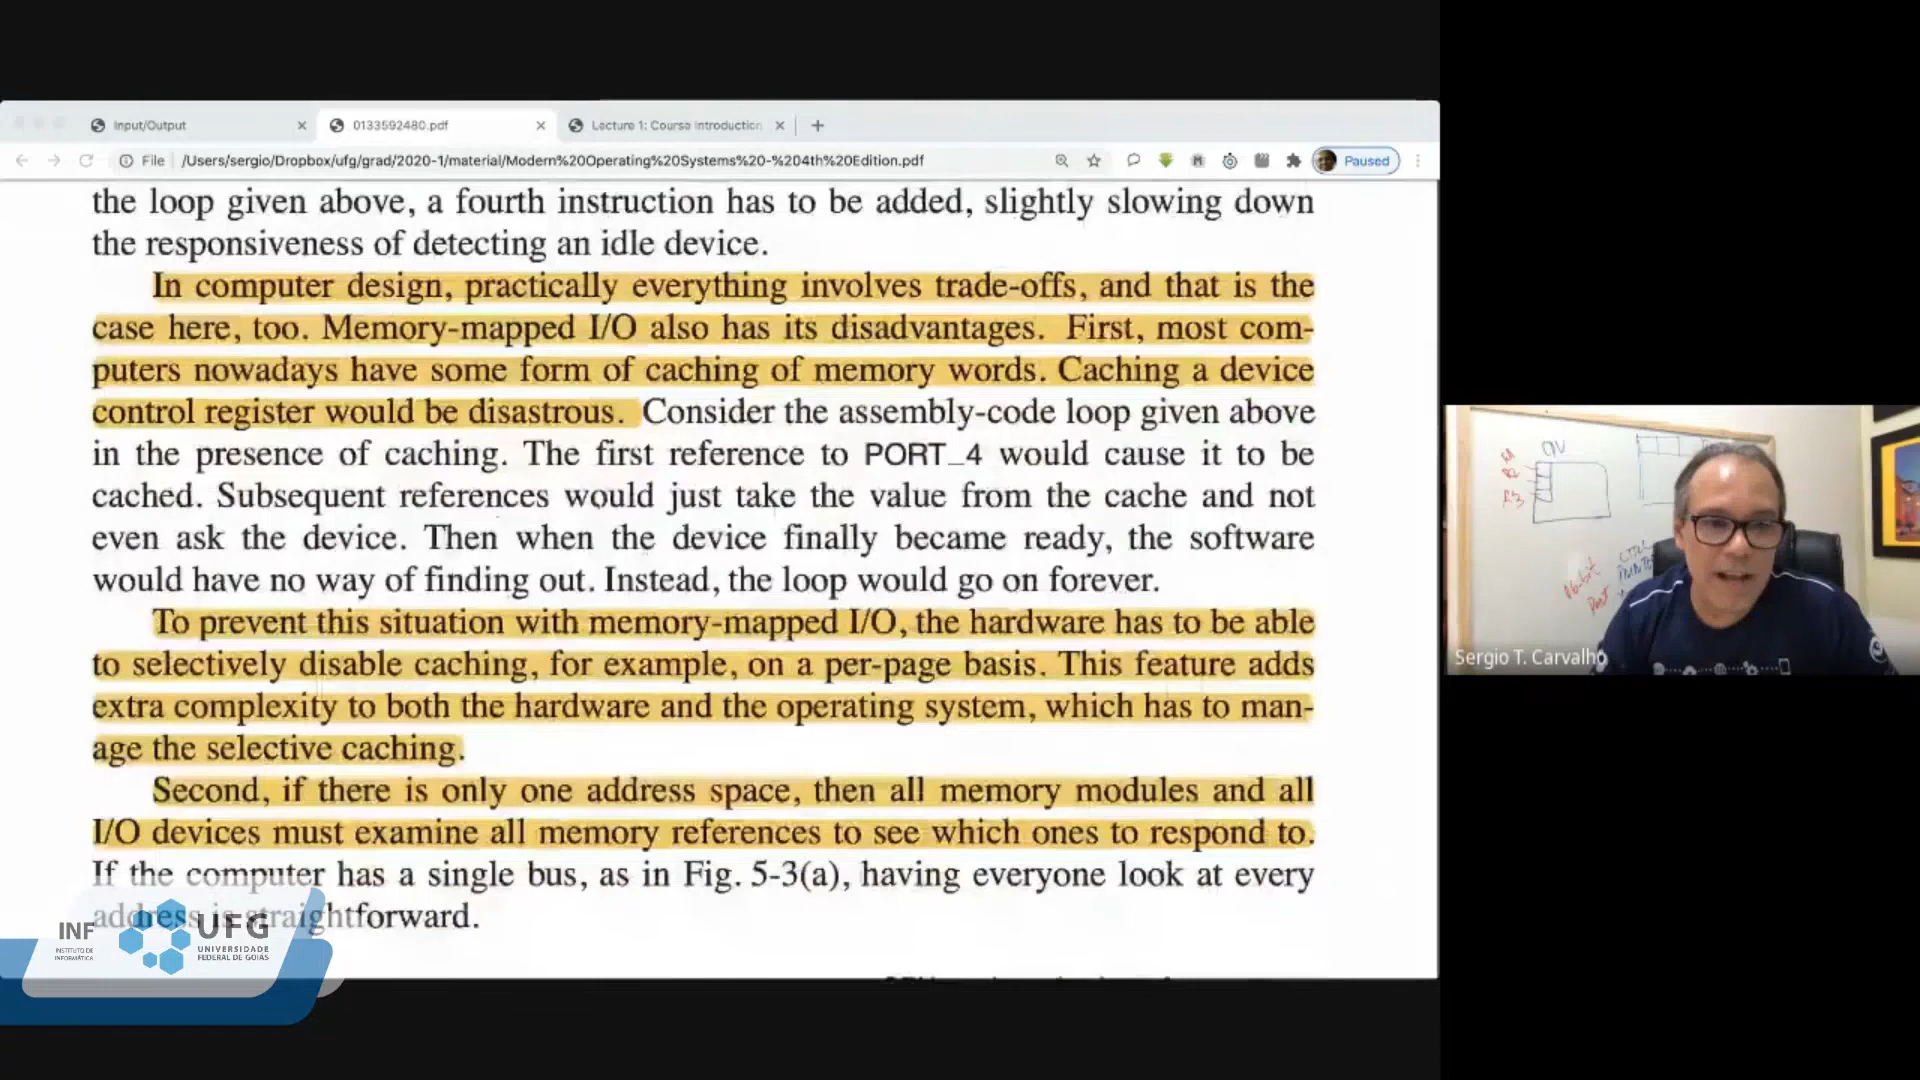 Input/Output
0133592480.pdf
Lecture 1: Course Introduction
File
/Users/sergio/Dropbox/ufg/grad/2020-1/material/Modern%20Operating%20Systems%20-%204th%20Edition.pdf
Paused
the loop given above, a fourth instruction has to be added, slightly slowing down
the responsiveness of detecting an idle device.
In computer design, practically everything involves trade-offs, and that is the
case here, too. Memory-mapped I/O also has its disadvantages. First, most com-
puters nowadays have some form of caching of memory words. Caching a device
control register would be disastrous. Consider the assembly-code loop given above
in the presence of caching. The first reference to PORT_4 would cause it to be
cached. Subsequent references would just take the value from the cache and not
even ask the device. Then when the device finally became ready, the software
would have no way of finding out. Instead, the loop would go on forever.
To prevent this situation with memory-mapped I/O, the hardware has to be able
to selectively disable caching, for example, on a per-page basis. This feature adds
extra complexity to both the hardware and the operating system, which has to man-
age the selective caching.
Second, if there is only one address space, then all memory modules and all
I/O devices must examine all memory references to see which ones to respond to.
If the computer has a single bus, as in Fig. 5-3(a), having everyone look at every
address is straightforward.
INF
INSTITUTO DE
INFORMÁTICA
UFG
UNIVERSIDADE
FEDERAL DE GOIÁS
CPU
R1
R2
R3
Sergio T. Carvalho